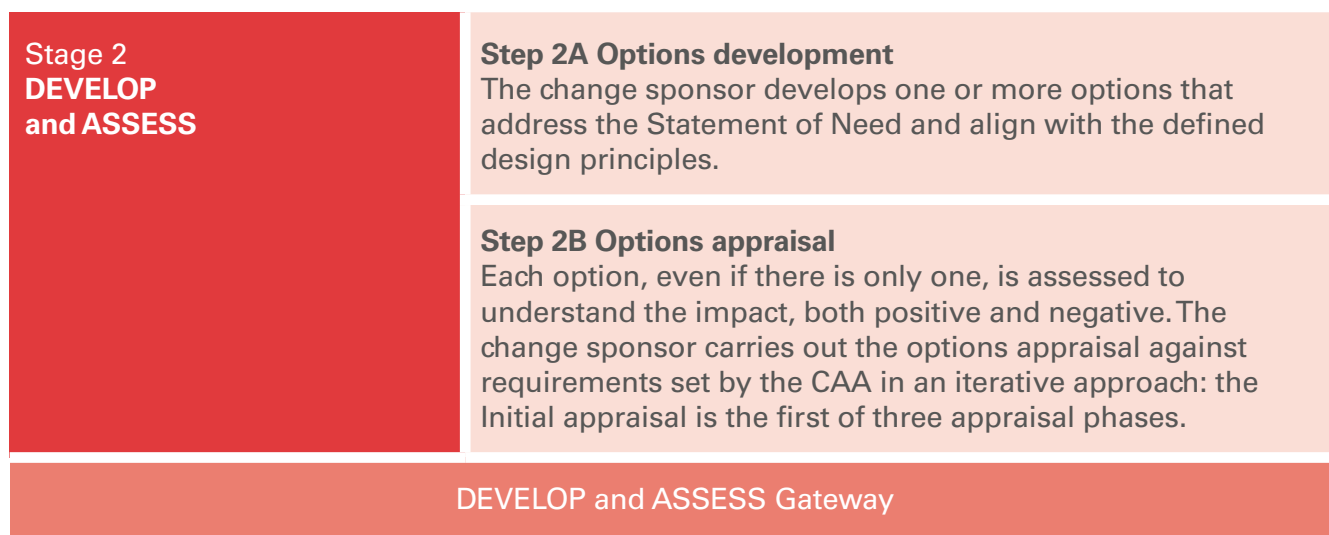 Stage 2
DEVELOP
and ASSESS
Step 2A Options development
The change sponsor develops one or more options that
address the Statement of Need and align with the defined
design principles.
Step 2B Options appraisal
Each option, even if there is only one, is assessed to
understand the impact, both positive and negative. The
change sponsor carries out the options appraisal against
requirements set by the CAA in an iterative approach: the
Initial appraisal is the first of three appraisal phases.
DEVELOP and ASSESS Gateway